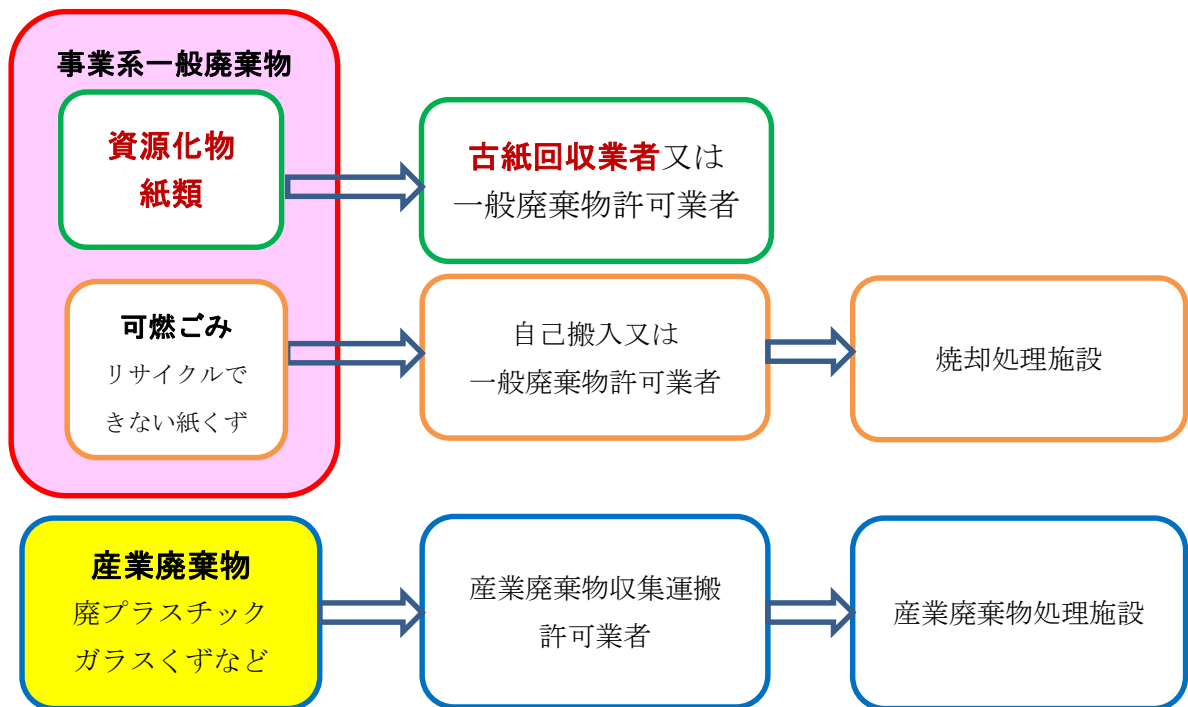 事業系一般廃棄物
資源化物
紙類
古紙回収業者又は
一般廃棄物許可業者
可燃ごみ
リサイクルで
きない紙くず
自己搬入又は
一般廃棄物許可業者
焼却処理施設
産業廃棄物
廃プラスチック
ガラスくずなど
産業廃棄物収集運搬
許可業者
産業廃棄物処理施設